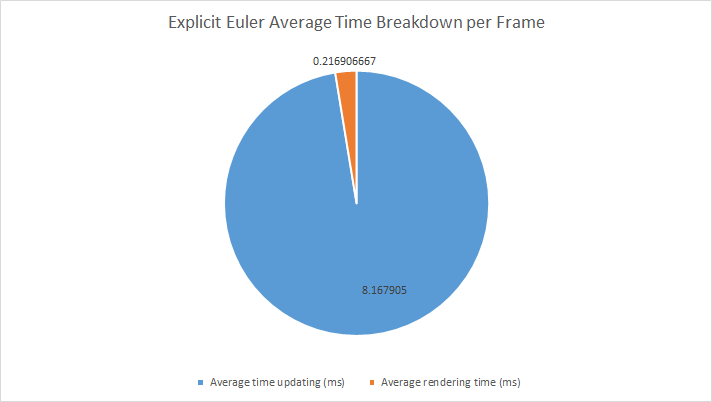 Explicit Euler Average Time Breakdown per Frame
0.216906667
8.167905
Average time updating (ms) Average rendering time (ms)